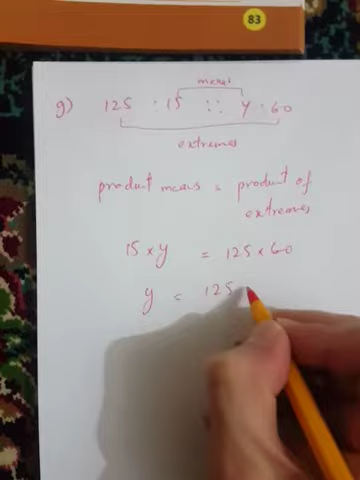 83
means
g) 125 : 15 :: y : 60
extremes
product means = product of
extremes
15 x y = 125 x 60
y = 125